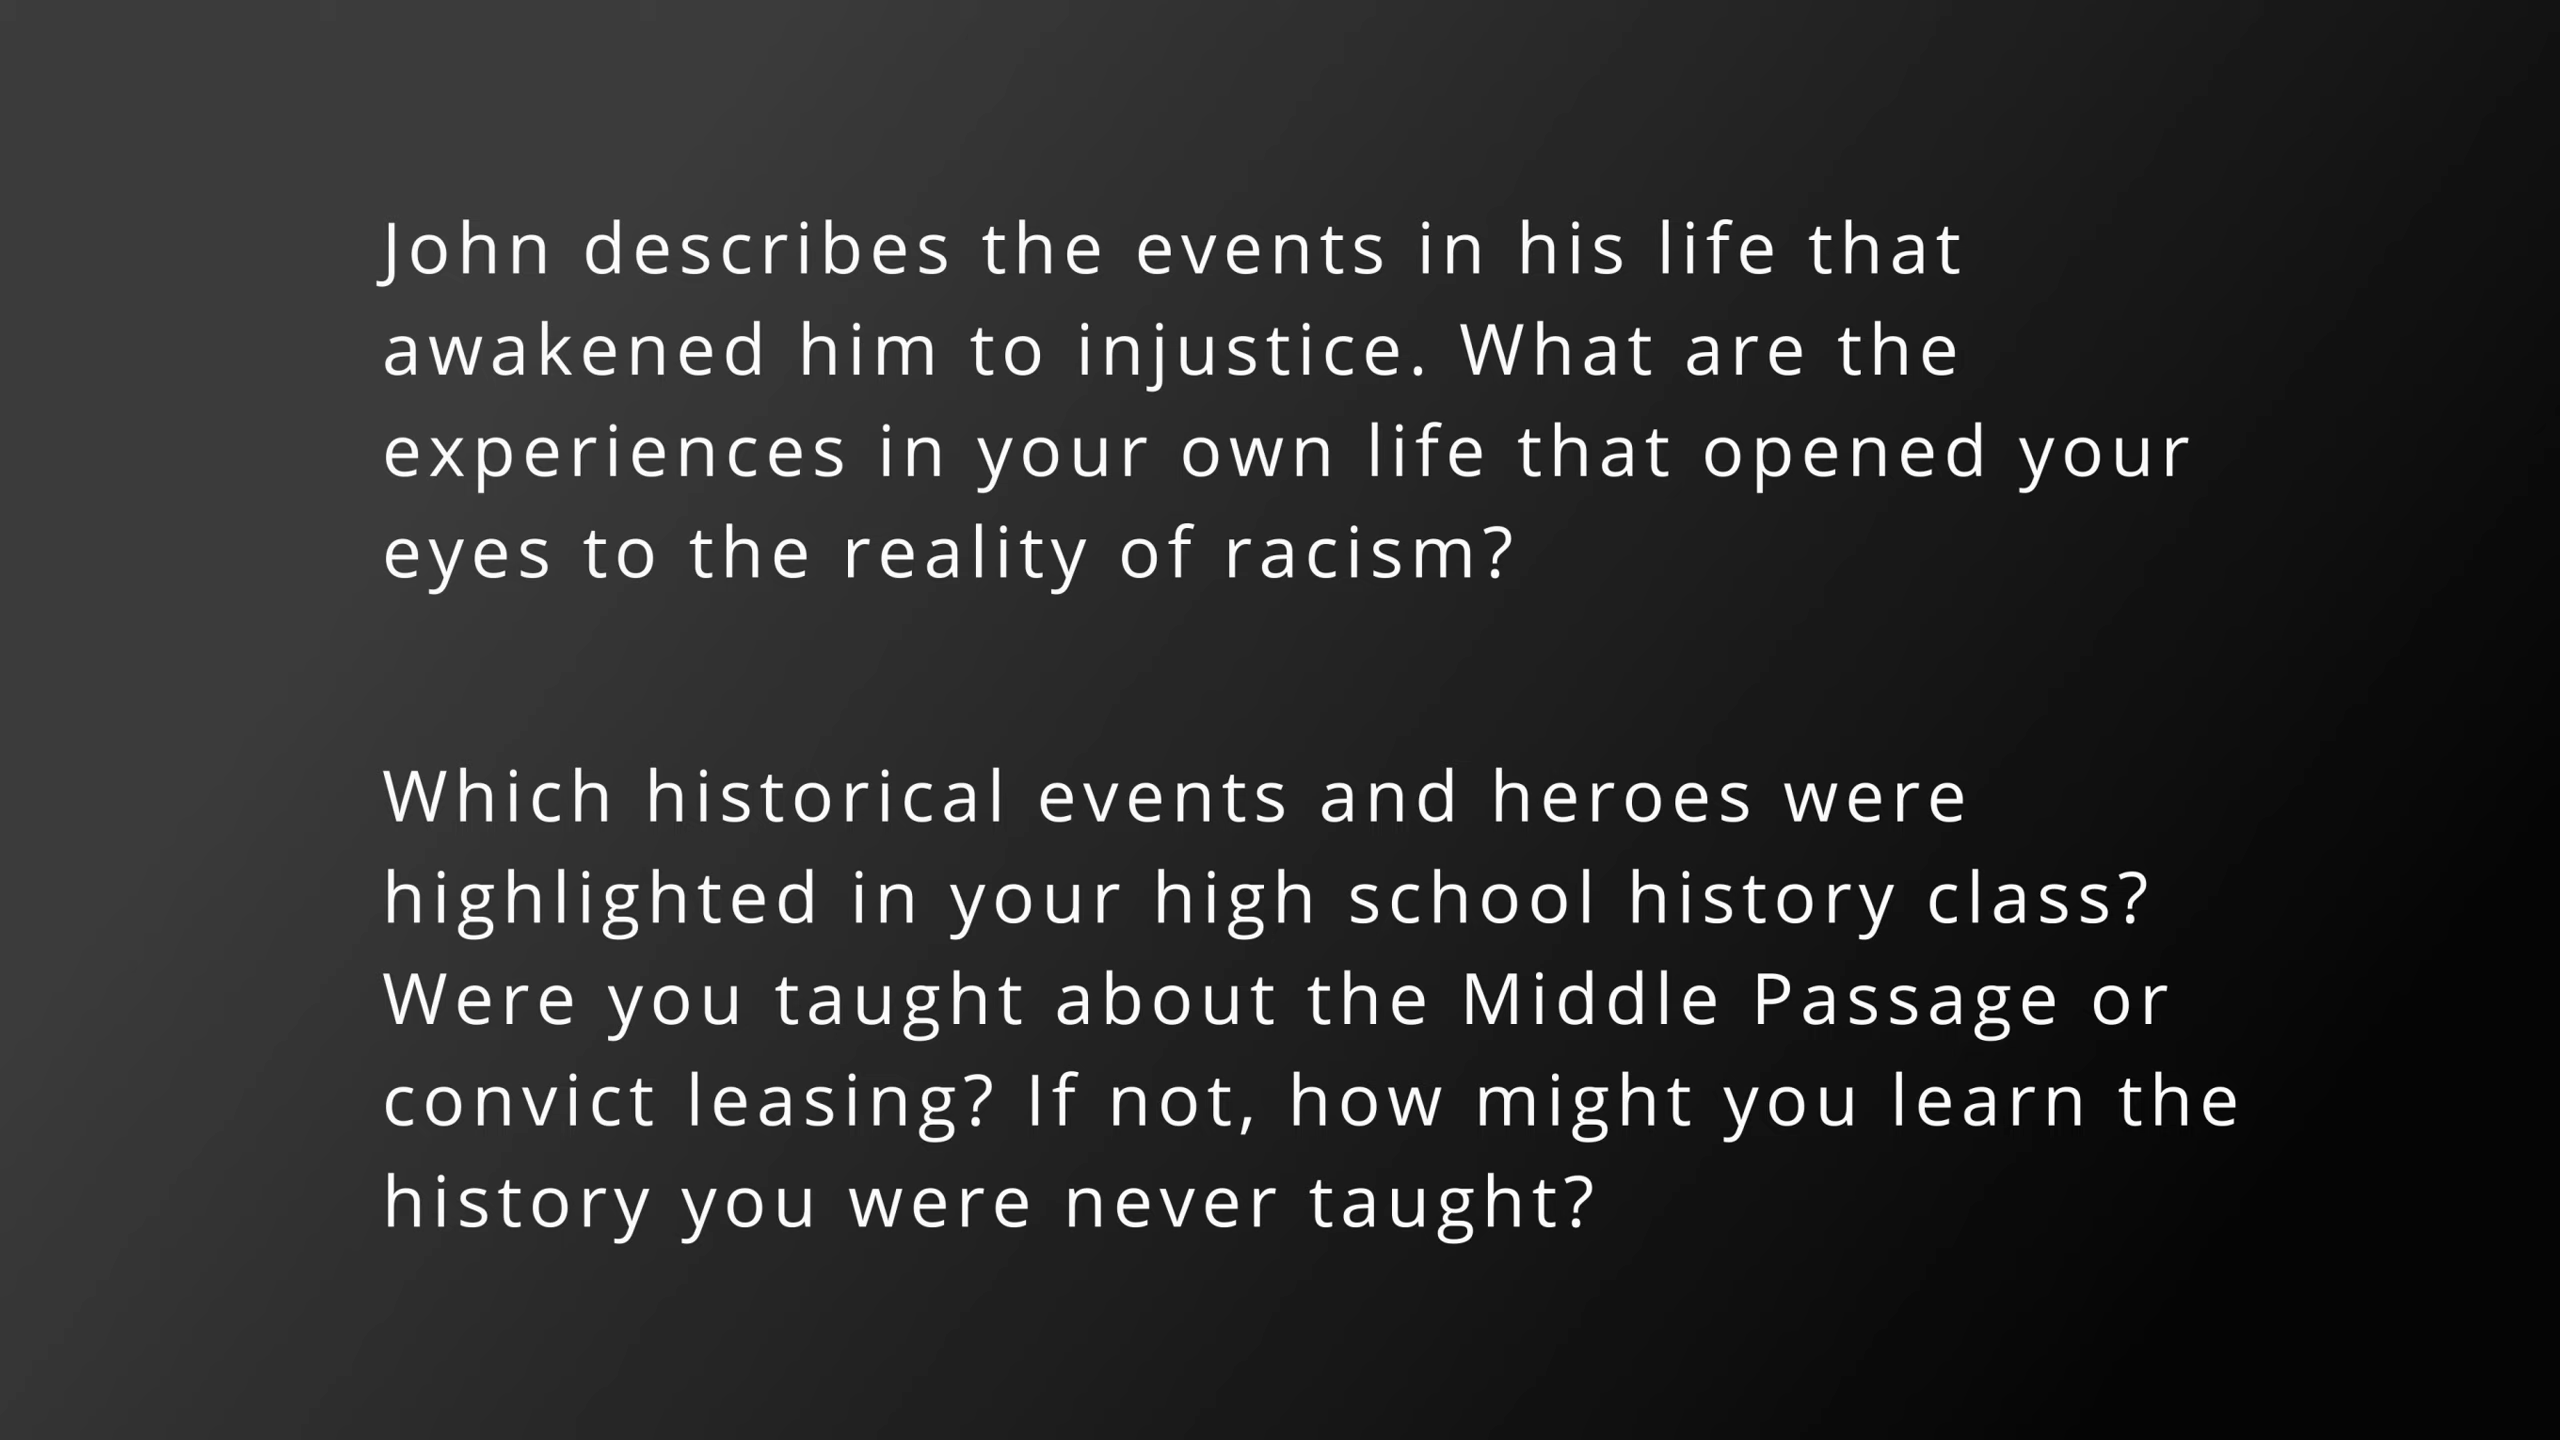 John describes the events in his life that
awakened him to injustice. What are the
experiences in your own life that opened your
eyes to the reality of racism?
Which historical events and heroes were
highlighted in your high school history class?
Were you taught about the Middle Passage or
convict leasing? If not, how might you learn the
history you were never taught?